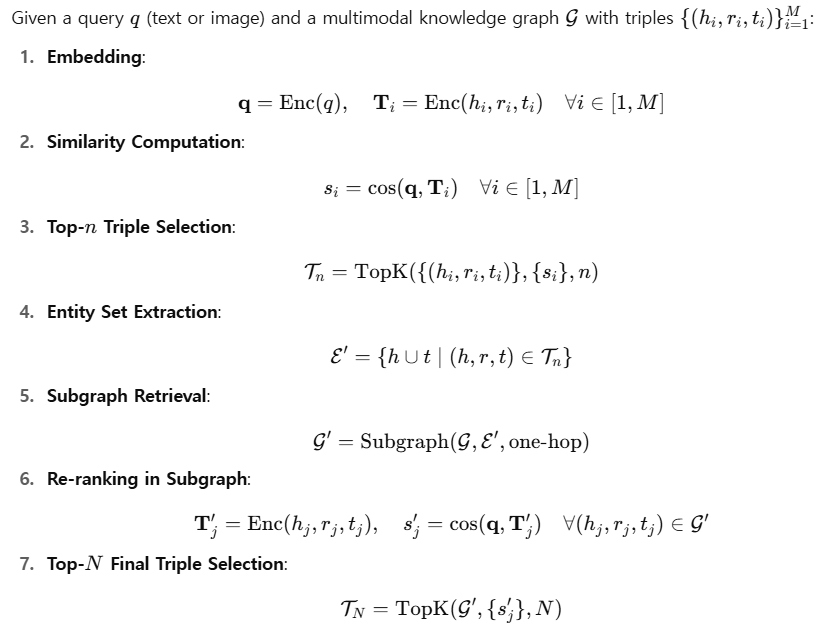 Given a query q (text or image) and a multimodal knowledge graph 𝒢 with triples {(hᵢ, rᵢ, tᵢ)}ᵢ₌₁ᴹ:
1. Embedding:
𝐪 = Enc(q), 𝐓ᵢ = Enc(hᵢ, rᵢ, tᵢ) ∀i ∈ [1, M]
2. Similarity Computation:
sᵢ = cos(𝐪, 𝐓ᵢ) ∀i ∈ [1, M]
3. Top-n Triple Selection:
𝒯ₙ = TopK({(hᵢ, rᵢ, tᵢ)}, {sᵢ}, n)
4. Entity Set Extraction:
ℰ′ = {h ∪ t | (h, r, t) ∈ 𝒯ₙ}
5. Subgraph Retrieval:
𝒢′ = Subgraph(𝒢, ℰ′, one-hop)
6. Re-ranking in Subgraph:
𝐓′ⱼ = Enc(hⱼ, rⱼ, tⱼ), s′ⱼ = cos(𝐪, 𝐓′ⱼ) ∀(hⱼ, rⱼ, tⱼ) ∈ 𝒢′
7. Top-N Final Triple Selection:
𝒯_N = TopK(𝒢′, {s′ⱼ}, N)